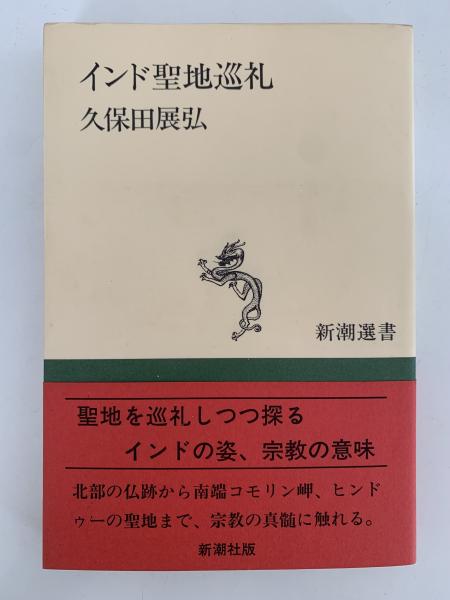 インド聖地巡礼
久保田展弘
新潮選書
聖地を巡礼しつつ探る
インドの姿、宗教の意味
北部の仏跡から南端コモリン岬、ヒンド
ゥーの聖地まで、宗教の真髄に触れる。
新潮社版